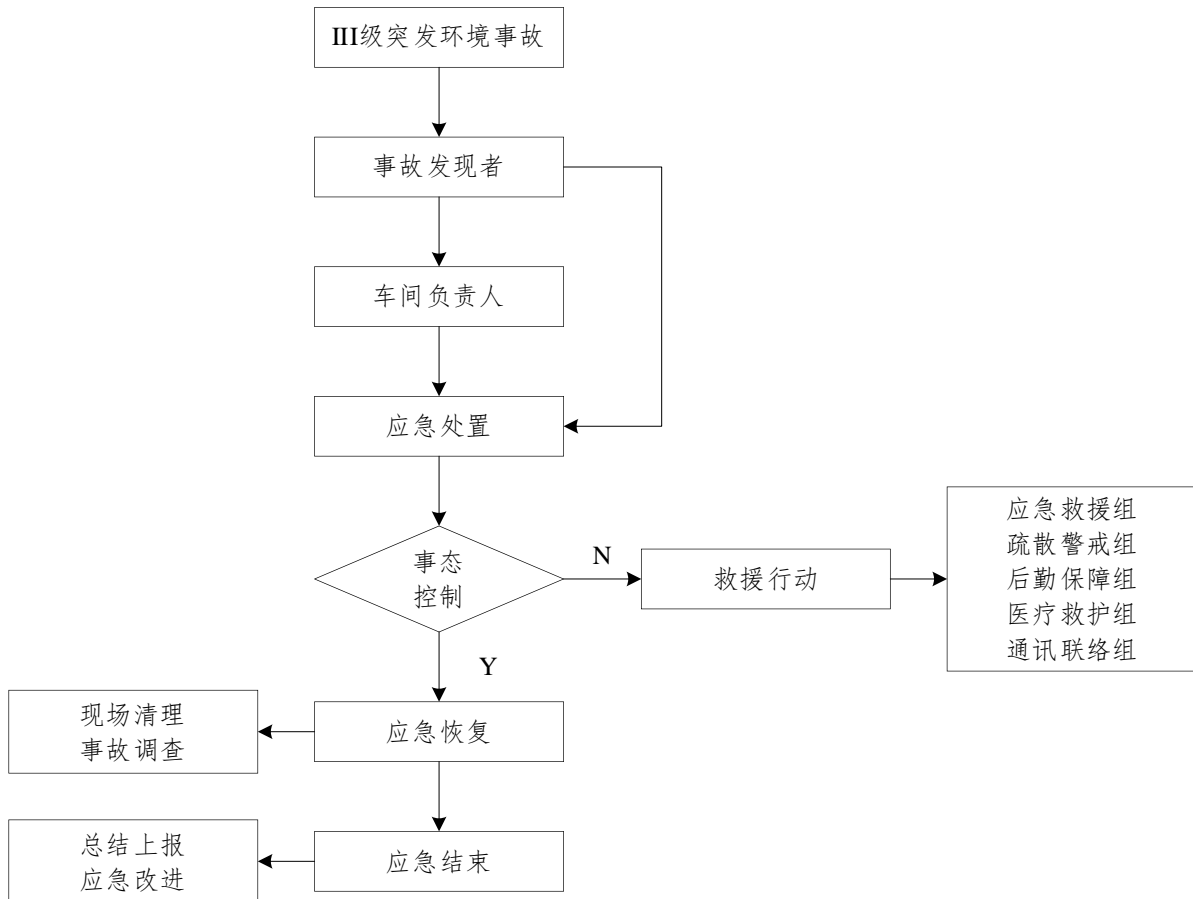 III级突发环境事故
事故发现者
车间负责人
应急处置
事态
控制
N
救援行动
应急救援组
疏散警戒组
后勤保障组
医疗救护组
通讯联络组
Y
现场清理
事故调查
应急恢复
总结上报
应急改进
应急结束